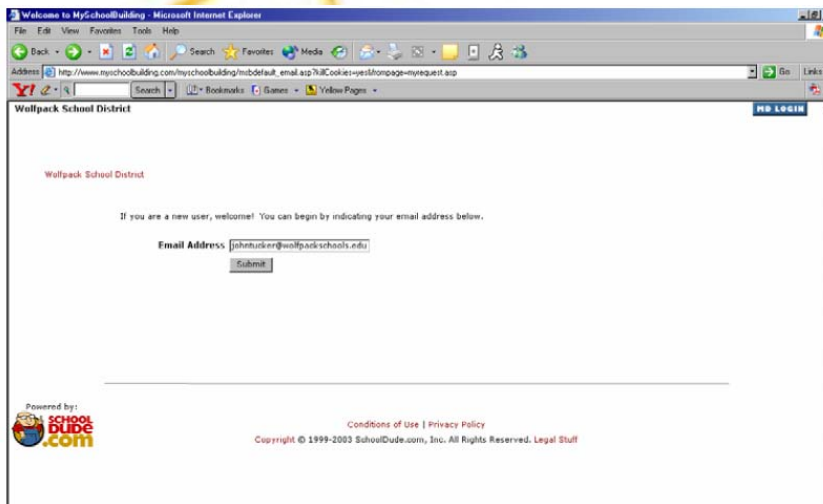 Welcome to MySchoolBuilding - Microsoft Internet Explorer
File Edit View Favorites Tools Help
Back Search Favorites Media
Address http://www.myschoolbuilding.com/myschoolbuilding/msbdefault_email.asp?killCookies=yes&frompage=myrequest.asp Go Links
Y! Search Bookmarks Games Yellow Pages
Wolfpack School District MD LOGIN
Wolfpack School District
If you are a new user, welcome! You can begin by indicating your email address below.
Email Address johntucker@wolfpackschools.edu
Submit
Powered by:
SCHOOL
DUDE
.com
Conditions of Use | Privacy Policy
Copyright © 1999-2003 SchoolDude.com, Inc. All Rights Reserved. Legal Stuff